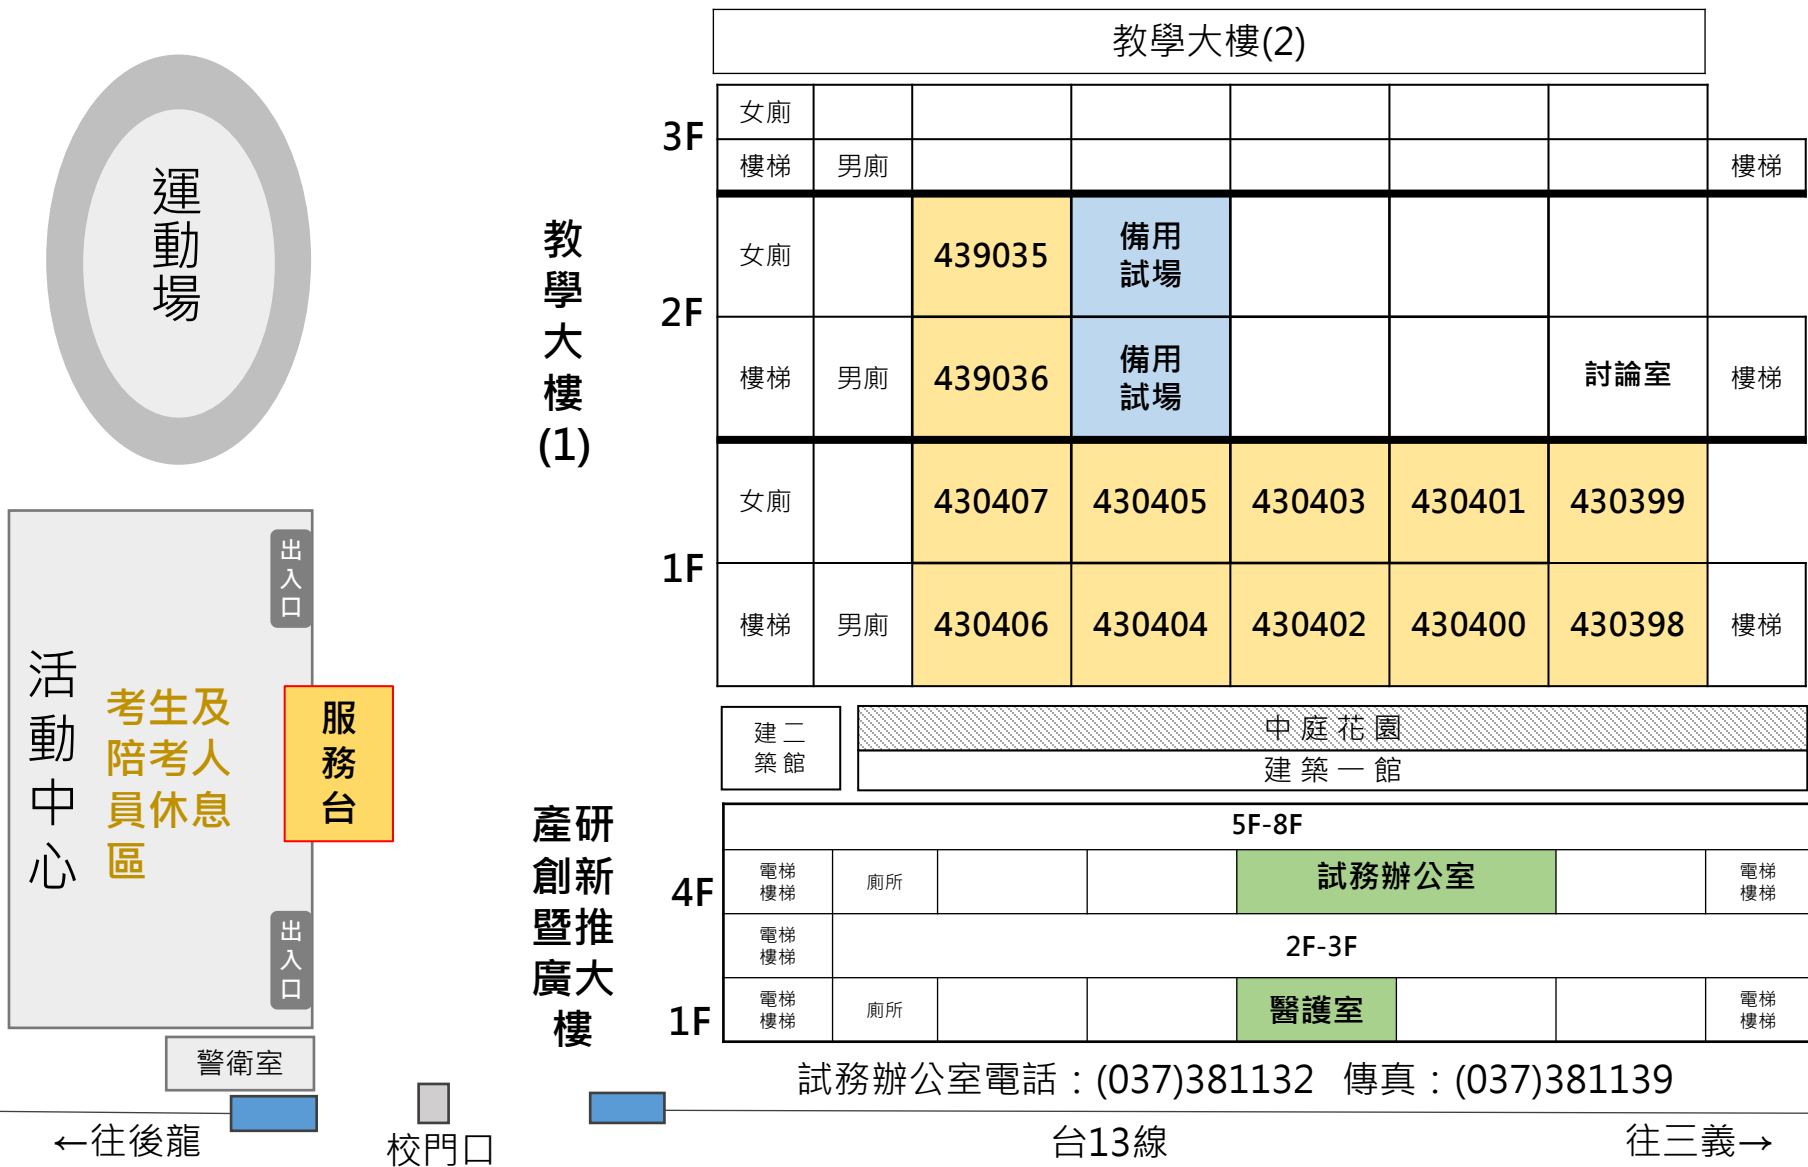 教學大樓(2)
3F
女廁
樓梯 男廁 樓梯
教學大樓(1)
2F
女廁 439035 備用試場
樓梯 男廁 439036 備用試場 討論室 樓梯
1F
女廁 430407 430405 430403 430401 430399
樓梯 男廁 430406 430404 430402 430400 430398 樓梯
運動場
活動中心
出入口
考生及
陪考人
員休息
區
服務台
出入口
警衛室
建二
築館
中庭花園
建築一館
產研
創新
暨推
廣大
樓
5F-8F
4F
電梯樓梯 廁所 試務辦公室 電梯樓梯
電梯樓梯 2F-3F
1F
電梯樓梯 廁所 醫護室 電梯樓梯
試務辦公室電話：(037)381132 傳真：(037)381139
←往後龍 校門口 台13線 往三義→